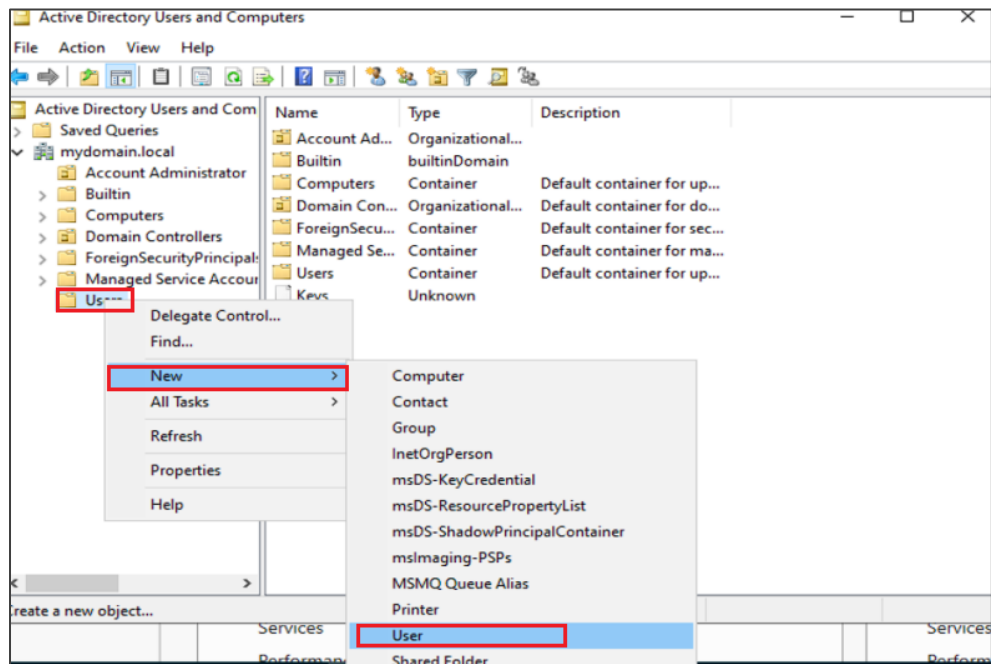 Active Directory Users and Computers
File Action View Help
Active Directory Users and Com
Saved Queries
mydomain.local
Account Administrator
Builtin
Computers
Domain Controllers
ForeignSecurityPrincipals
Managed Service Accour
Users
Name Type Description
Account Ad... Organizational...
Builtin builtinDomain
Computers Container Default container for up...
Domain Con... Organizational... Default container for do...
ForeignSecu... Container Default container for sec...
Managed Se... Container Default container for ma...
Users Container Default container for up...
Keys Unknown
Delegate Control...
Find...
New
All Tasks
Refresh
Properties
Help
Computer
Contact
Group
InetOrgPerson
msDS-KeyCredential
msDS-ResourcePropertyList
msDS-ShadowPrincipalContainer
msImaging-PSPs
MSMQ Queue Alias
Printer
User
Shared Folder
Create a new object...
Services Services
Performan Perform